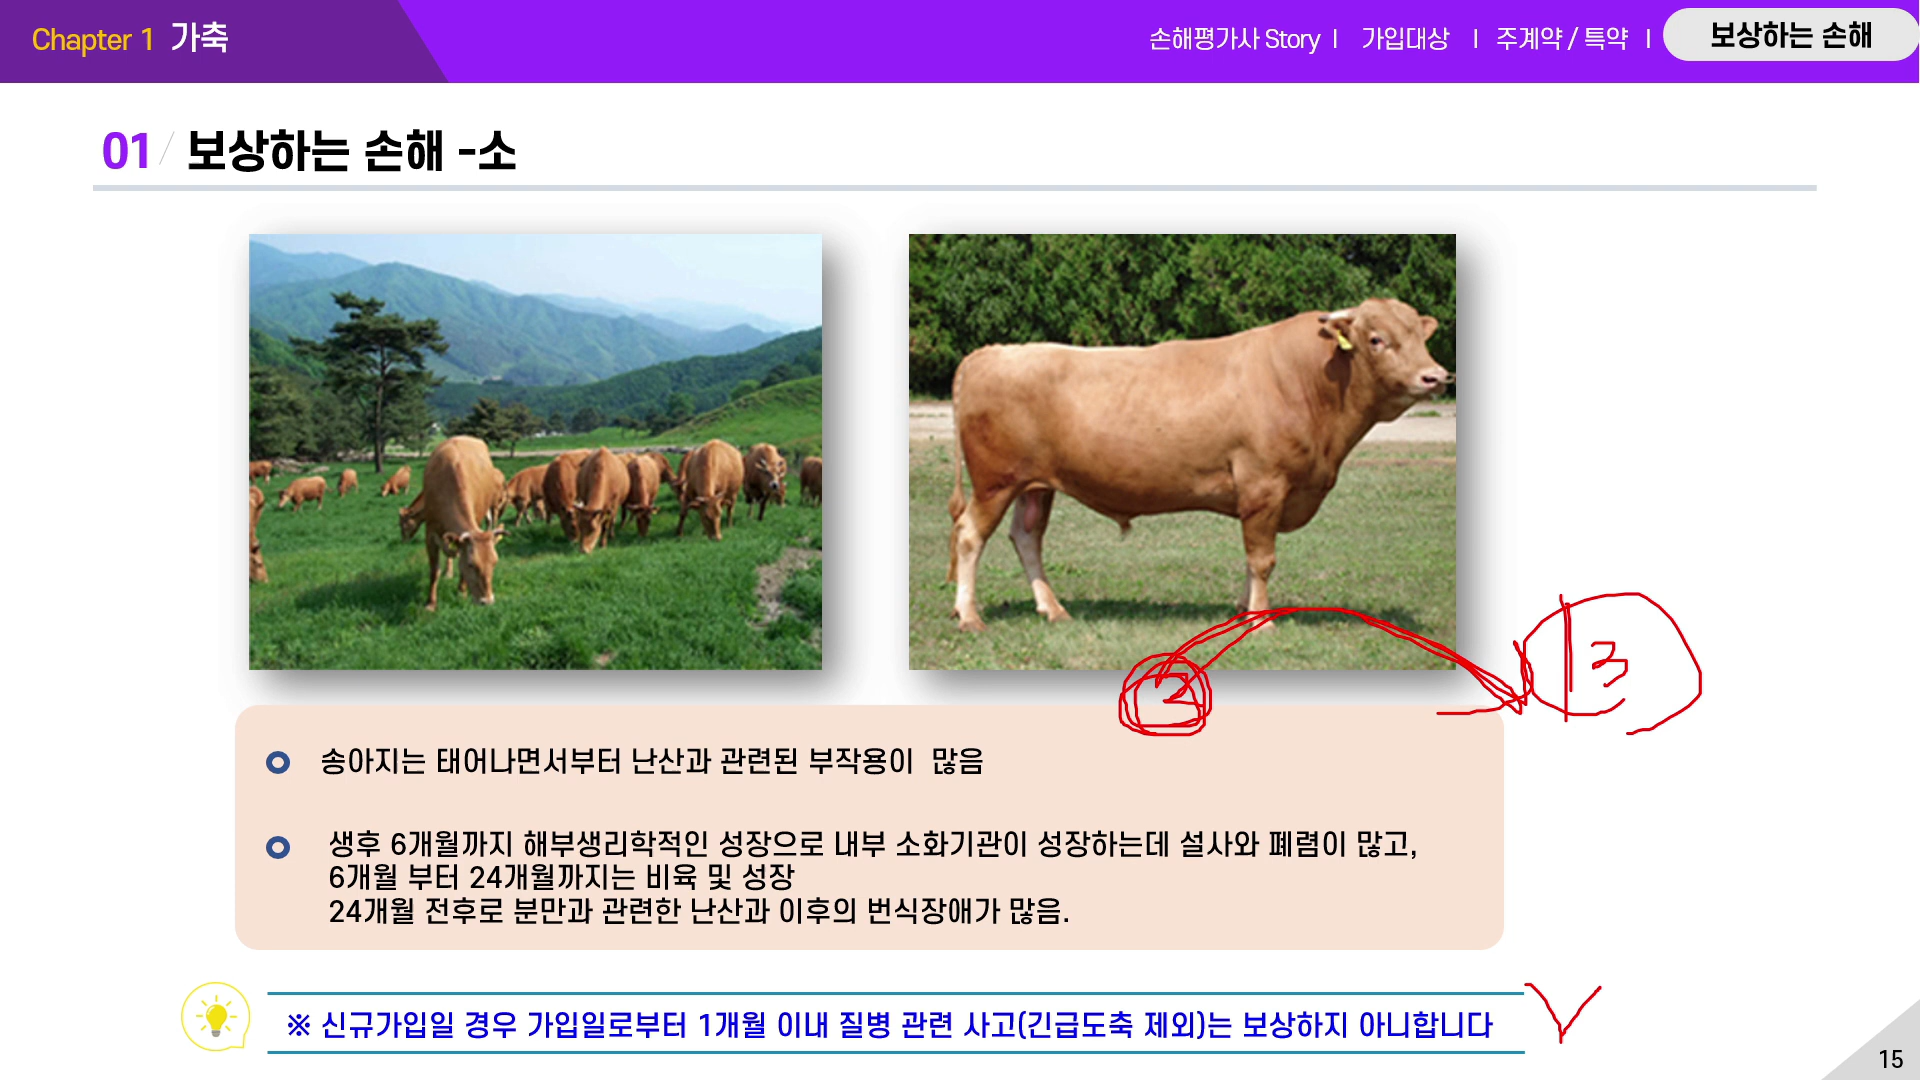 Chapter 1 가축
손해평가사 Story ㅣ 가입대상 ㅣ 주계약 / 특약 ㅣ 보상하는 손해
01 / 보상하는 손해 -소
2
13
송아지는 태어나면서부터 난산과 관련된 부작용이 많음
생후 6개월까지 해부생리학적인 성장으로 내부 소화기관이 성장하는데 설사와 폐렴이 많고,
6개월 부터 24개월까지는 비육 및 성장
24개월 전후로 분만과 관련한 난산과 이후의 번식장애가 많음.
※ 신규가입일 경우 가입일로부터 1개월 이내 질병 관련 사고(긴급도축 제외)는 보상하지 아니합니다
15